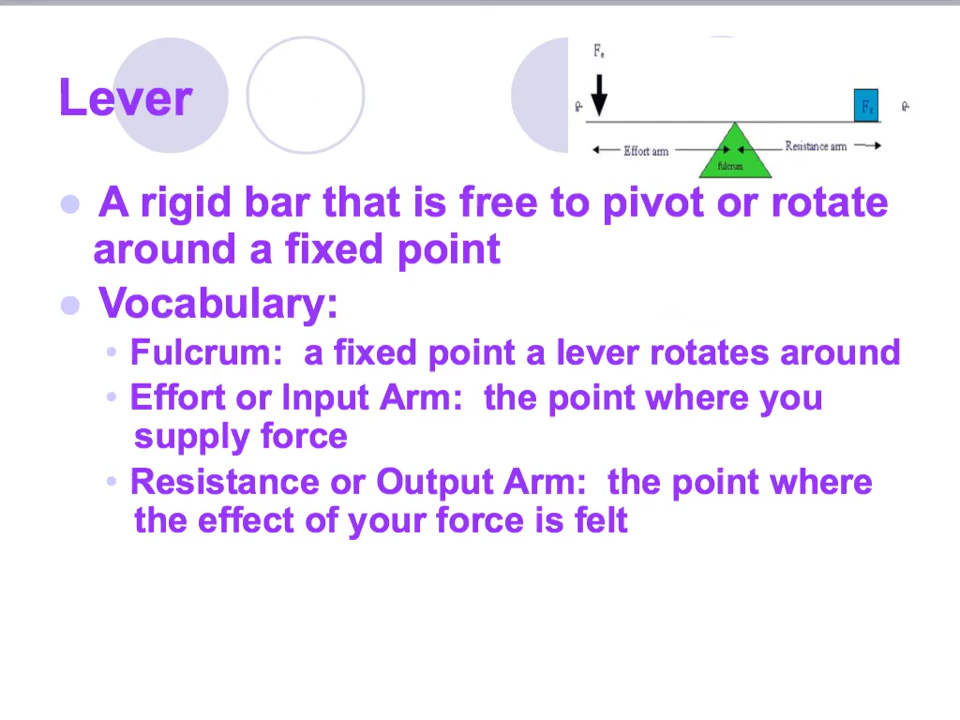 Lever
Fe
Fr
Effort arm
Resistance arm
fulcrum
A rigid bar that is free to pivot or rotate
around a fixed point
Vocabulary:
Fulcrum: a fixed point a lever rotates around
Effort or Input Arm: the point where you
supply force
Resistance or Output Arm: the point where
the effect of your force is felt